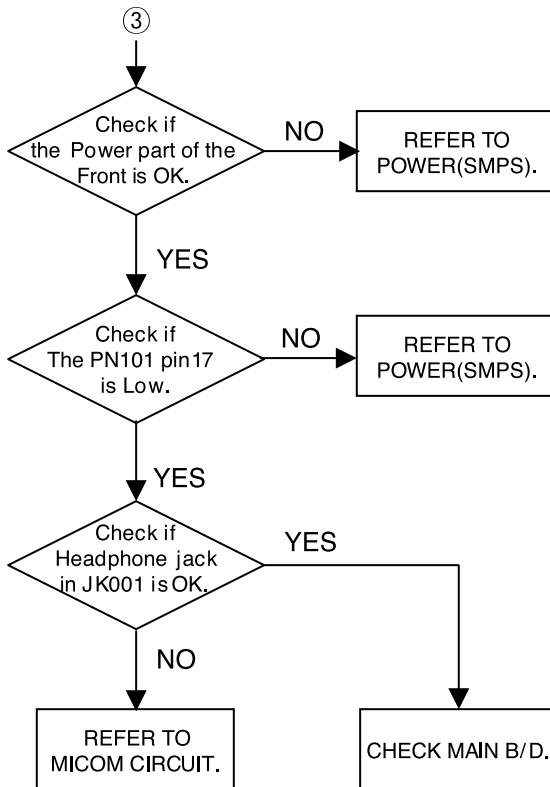 ③
Check if
the Power part of the
Front is OK.
NO
REFER TO
POWER(SMPS).
YES
Check if
The PN101 pin17
is Low.
NO
REFER TO
POWER(SMPS).
YES
Check if
Headphone jack
in JK001 is OK.
YES
NO
REFER TO
MICOM CIRCUIT.
CHECK MAIN B/D.